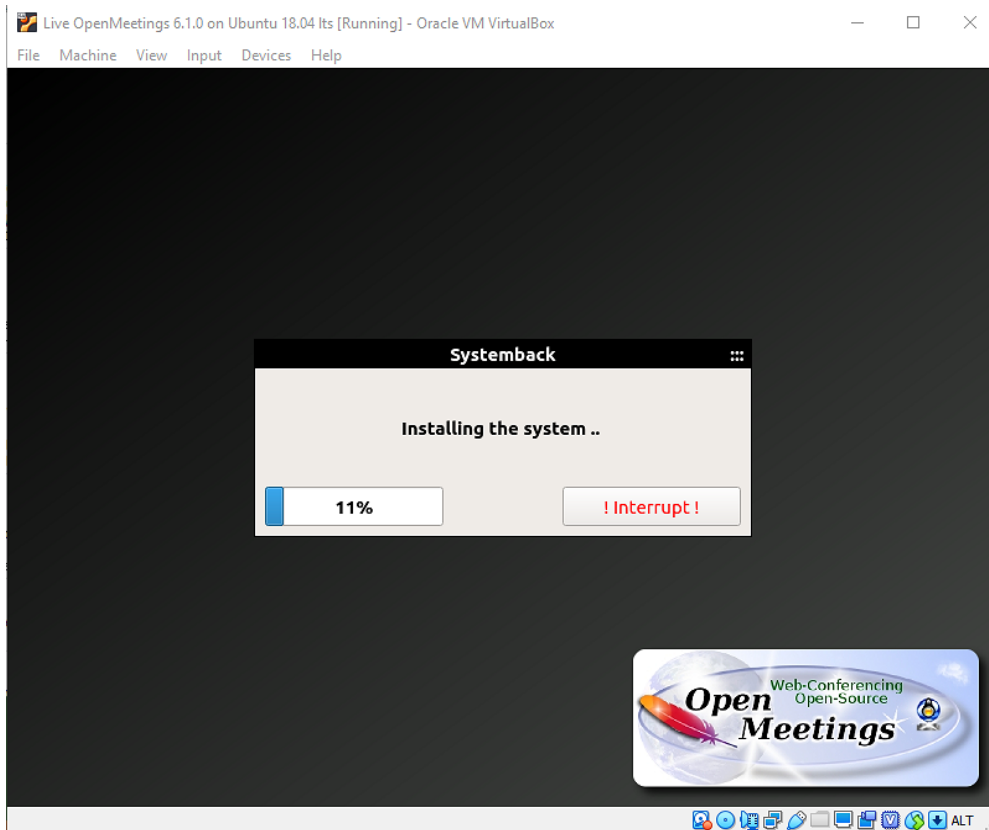 Live OpenMeetings 6.1.0 on Ubuntu 18.04 lts [Running] - Oracle VM VirtualBox
File Machine View Input Devices Help
Systemback
Installing the system ..
11%
! Interrupt !
Web-Conferencing
Open-Source
Open
Meetings
ALT